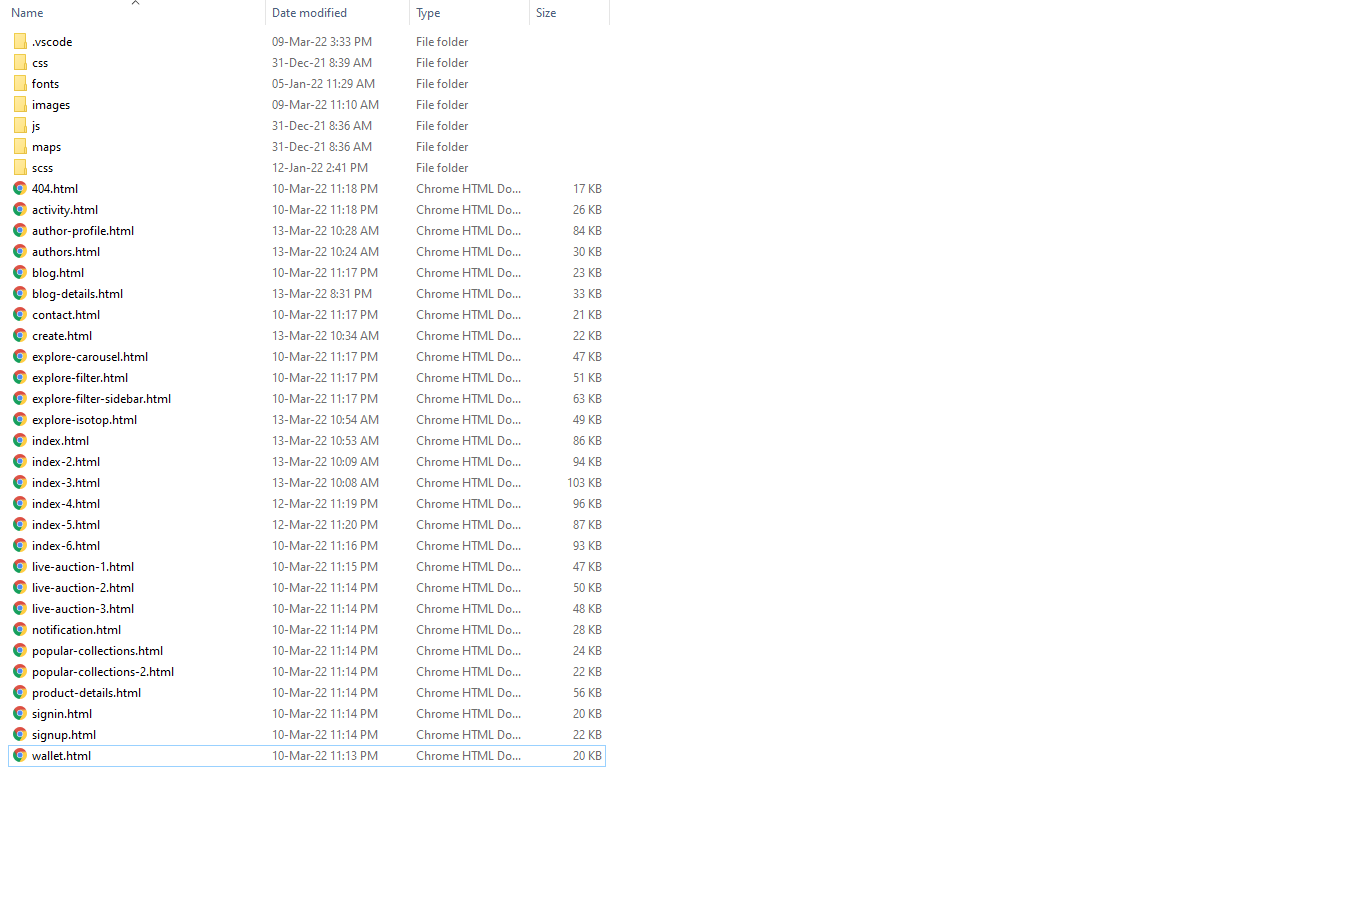 Name Date modified Type Size
.vscode 09-Mar-22 3:33 PM File folder
css 31-Dec-21 8:39 AM File folder
fonts 05-Jan-22 11:29 AM File folder
images 09-Mar-22 11:10 AM File folder
js 31-Dec-21 8:36 AM File folder
maps 31-Dec-21 8:36 AM File folder
scss 12-Jan-22 2:41 PM File folder
404.html 10-Mar-22 11:18 PM Chrome HTML Do... 17 KB
activity.html 10-Mar-22 11:18 PM Chrome HTML Do... 26 KB
author-profile.html 13-Mar-22 10:28 AM Chrome HTML Do... 84 KB
authors.html 13-Mar-22 10:24 AM Chrome HTML Do... 30 KB
blog.html 10-Mar-22 11:17 PM Chrome HTML Do... 23 KB
blog-details.html 13-Mar-22 8:31 PM Chrome HTML Do... 33 KB
contact.html 10-Mar-22 11:17 PM Chrome HTML Do... 21 KB
create.html 13-Mar-22 10:34 AM Chrome HTML Do... 22 KB
explore-carousel.html 10-Mar-22 11:17 PM Chrome HTML Do... 47 KB
explore-filter.html 10-Mar-22 11:17 PM Chrome HTML Do... 51 KB
explore-filter-sidebar.html 10-Mar-22 11:17 PM Chrome HTML Do... 63 KB
explore-isotop.html 13-Mar-22 10:54 AM Chrome HTML Do... 49 KB
index.html 13-Mar-22 10:53 AM Chrome HTML Do... 86 KB
index-2.html 13-Mar-22 10:09 AM Chrome HTML Do... 94 KB
index-3.html 13-Mar-22 10:08 AM Chrome HTML Do... 103 KB
index-4.html 12-Mar-22 11:19 PM Chrome HTML Do... 96 KB
index-5.html 12-Mar-22 11:20 PM Chrome HTML Do... 87 KB
index-6.html 10-Mar-22 11:16 PM Chrome HTML Do... 93 KB
live-auction-1.html 10-Mar-22 11:15 PM Chrome HTML Do... 47 KB
live-auction-2.html 10-Mar-22 11:14 PM Chrome HTML Do... 50 KB
live-auction-3.html 10-Mar-22 11:14 PM Chrome HTML Do... 48 KB
notification.html 10-Mar-22 11:14 PM Chrome HTML Do... 28 KB
popular-collections.html 10-Mar-22 11:14 PM Chrome HTML Do... 24 KB
popular-collections-2.html 10-Mar-22 11:14 PM Chrome HTML Do... 22 KB
product-details.html 10-Mar-22 11:14 PM Chrome HTML Do... 56 KB
signin.html 10-Mar-22 11:14 PM Chrome HTML Do... 20 KB
signup.html 10-Mar-22 11:14 PM Chrome HTML Do... 22 KB
wallet.html 10-Mar-22 11:13 PM Chrome HTML Do... 20 KB